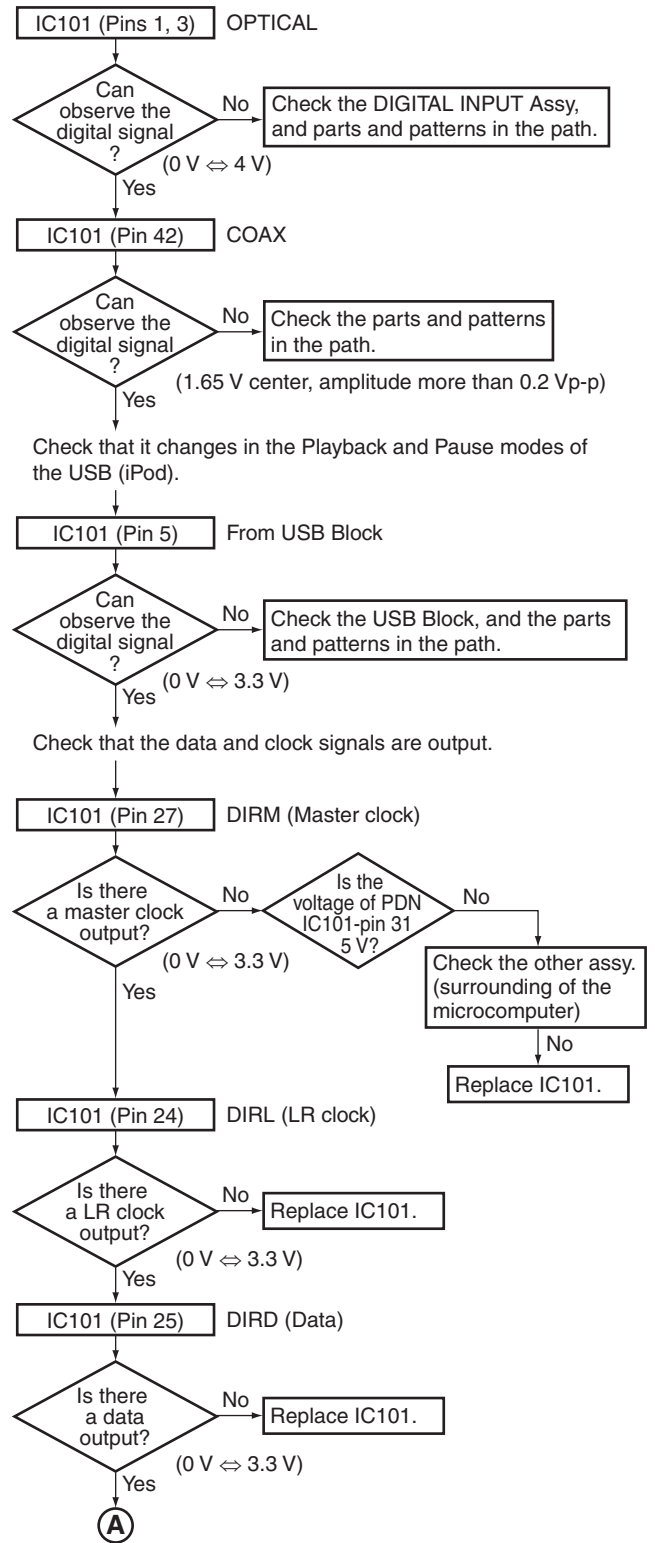 IC101 (Pins 1, 3)
OPTICAL
Can
observe the
digital signal
?
No
Check the DIGITAL INPUT Assy,
and parts and patterns in the path.
(0 V ⇔ 4 V)
Yes
IC101 (Pin 42)
COAX
Can
observe the
digital signal
?
No
Check the parts and patterns
in the path.
(1.65 V center, amplitude more than 0.2 Vp-p)
Yes
Check that it changes in the Playback and Pause modes of
the USB (iPod).
IC101 (Pin 5)
From USB Block
Can
observe the
digital signal
?
No
Check the USB Block, and the parts
and patterns in the path.
(0 V ⇔ 3.3 V)
Yes
Check that the data and clock signals are output.
IC101 (Pin 27)
DIRM (Master clock)
Is there
a master clock
output?
No
Is the
voltage of PDN
IC101-pin 31
5 V?
No
(0 V ⇔ 3.3 V)
Yes
Check the other assy.
(surrounding of the
microcomputer)
No
Replace IC101.
IC101 (Pin 24)
DIRL (LR clock)
Is there
a LR clock
output?
No
Replace IC101.
(0 V ⇔ 3.3 V)
Yes
IC101 (Pin 25)
DIRD (Data)
Is there
a data
output?
No
Replace IC101.
(0 V ⇔ 3.3 V)
Yes
A